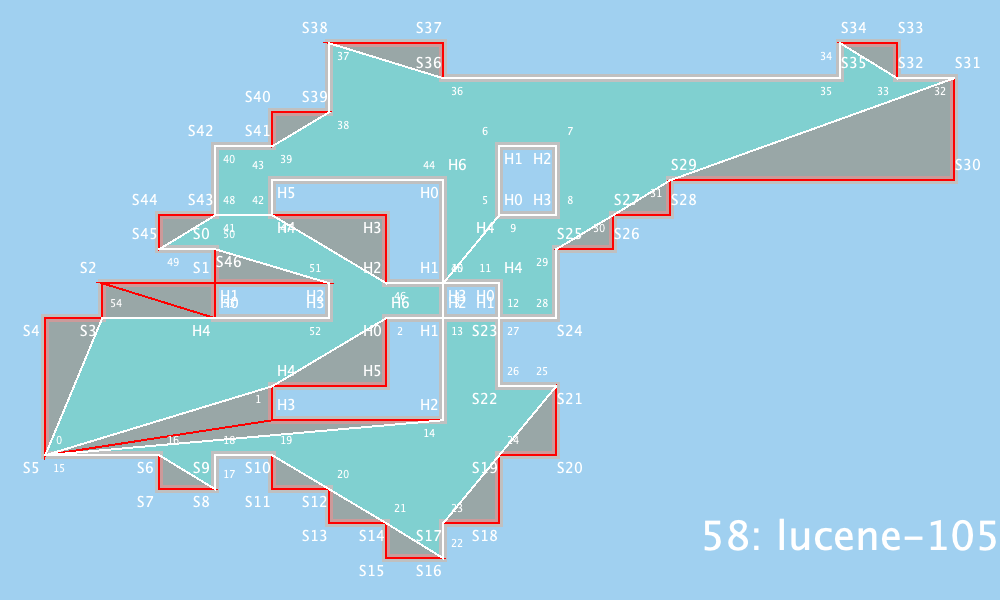 S38 S37 S34 S33
37 S36 34 S35 S32 S31
36 35 33 32
S40 S39
38 6 7
S42 S41
40 43 39 44 H6 H1 H2 S29 S30
S44 S43 48 42 H5 H0 5 H0 H3 8 S27 31 S28
S45 S0 41 50 H4 H3 H4 9 S25 30 S26
S2 S1 S46 49 51 H2 H1 11 H4 29
54 H1 H2 H3 H6 H3 H2 H0 H1 12 28
S4 S3 H4 52 H0 2 H1 13 S23 27 S24
H4 H5 26 25
1 H3 H2 S22 S21
0 16 18 19 14 24
S5 15 S6 S9 17 S10 20 S19 S20
S7 S8 S11 S12 21 23
S13 S14 S17 22 S18
S15 S16
58: lucene-105